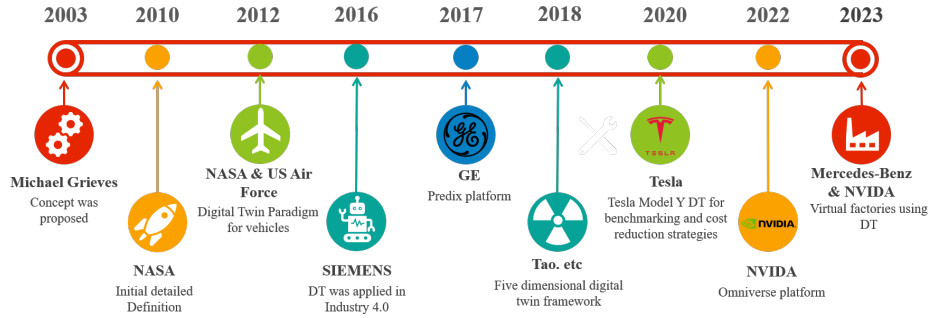 2003
2010
2012
2016
2017
2018
2020
2022
2023
Michael Grieves
Concept was
proposed
NASA
Initial detailed
Definition
NASA & US Air
Force
Digital Twin Paradigm
for vehicles
SIEMENS
DT was applied in
Industry 4.0
GE
GE
Predix platform
Tao. etc
Five dimensional digital
twin framework
TESLA
Tesla
Tesla Model Y DT for
benchmarking and cost
reduction strategies
NVIDIA
NVIDA
Omniverse platform
Mercedes-Benz
& NVIDA
Virtual factories using
DT